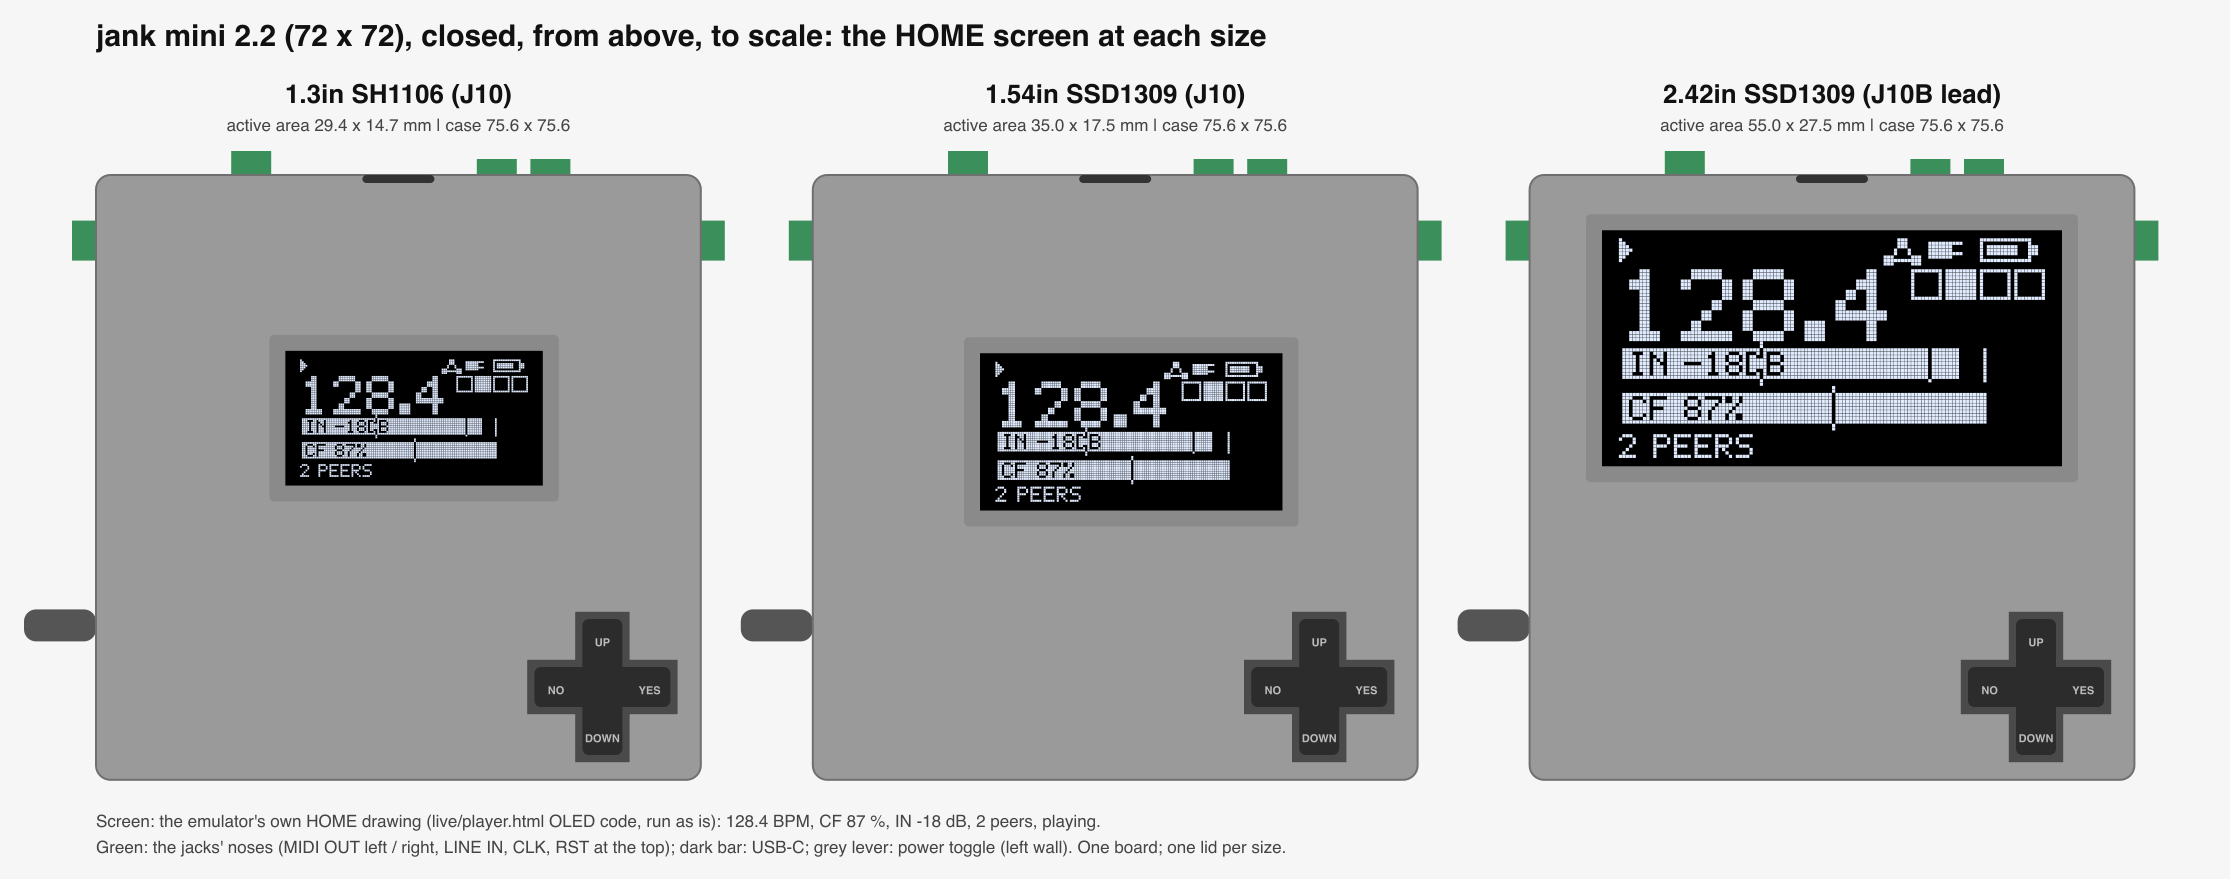 jank mini 2.2 (72 x 72), closed, from above, to scale: the HOME screen at each size
1.3in SH1106 (J10)
active area 29.4 x 14.7 mm | case 75.6 x 75.6
128.4
IN -18DB
CF 87%
2 PEERS
UP
NO YES
DOWN
1.54in SSD1309 (J10)
active area 35.0 x 17.5 mm | case 75.6 x 75.6
128.4
IN -18DB
CF 87%
2 PEERS
UP
NO YES
DOWN
2.42in SSD1309 (J10B lead)
active area 55.0 x 27.5 mm | case 75.6 x 75.6
128.4
IN -18DB
CF 87%
2 PEERS
UP
NO YES
DOWN
Screen: the emulator's own HOME drawing (live/player.html OLED code, run as is): 128.4 BPM, CF 87 %, IN -18 dB, 2 peers, playing.
Green: the jacks' noses (MIDI OUT left / right, LINE IN, CLK, RST at the top); dark bar: USB-C; grey lever: power toggle (left wall). One board; one lid per size.